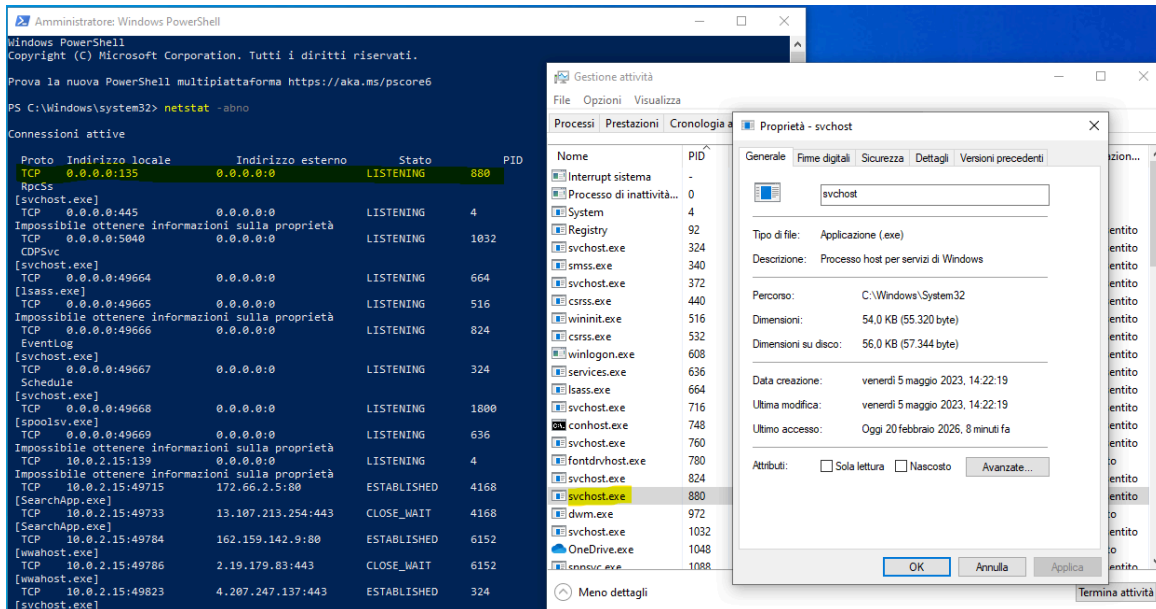 Amministratore: Windows PowerShell
Windows PowerShell
Copyright (C) Microsoft Corporation. Tutti i diritti riservati.
Prova la nuova PowerShell multipiattaforma https://aka.ms/pscore6
PS C:\Windows\system32> netstat -abno
Connessioni attive
Proto Indirizzo locale Indirizzo esterno Stato PID
TCP 0.0.0.0:135 0.0.0.0:0 LISTENING 880
RpcSs
[svchost.exe]
TCP 0.0.0.0:445 0.0.0.0:0 LISTENING 4
Impossibile ottenere informazioni sulla proprietà
TCP 0.0.0.0:5040 0.0.0.0:0 LISTENING 1032
CDPSvc
[svchost.exe]
TCP 0.0.0.0:49664 0.0.0.0:0 LISTENING 664
[lsass.exe]
TCP 0.0.0.0:49665 0.0.0.0:0 LISTENING 516
Impossibile ottenere informazioni sulla proprietà
TCP 0.0.0.0:49666 0.0.0.0:0 LISTENING 824
EventLog
[svchost.exe]
TCP 0.0.0.0:49667 0.0.0.0:0 LISTENING 324
Schedule
[svchost.exe]
TCP 0.0.0.0:49668 0.0.0.0:0 LISTENING 1800
[spoolsv.exe]
TCP 0.0.0.0:49669 0.0.0.0:0 LISTENING 636
Impossibile ottenere informazioni sulla proprietà
TCP 10.0.2.15:139 0.0.0.0:0 LISTENING 4
Impossibile ottenere informazioni sulla proprietà
TCP 10.0.2.15:49715 172.66.2.5:80 ESTABLISHED 4168
[SearchApp.exe]
TCP 10.0.2.15:49733 13.107.213.254:443 CLOSE_WAIT 4168
[SearchApp.exe]
TCP 10.0.2.15:49784 162.159.142.9:80 ESTABLISHED 6152
[wwahost.exe]
TCP 10.0.2.15:49786 2.19.179.83:443 CLOSE_WAIT 6152
[wwahost.exe]
TCP 10.0.2.15:49823 4.207.247.137:443 ESTABLISHED 324
[svchost.exe]
Gestione attività
File Opzioni Visualizza
Processi Prestazioni Cronologia a
Nome PID
Interrupt sistema -
Processo di inattività... 0
System 4
Registry 92
svchost.exe 324
smss.exe 340
svchost.exe 372
csrss.exe 440
wininit.exe 516
csrss.exe 532
winlogon.exe 608
services.exe 636
lsass.exe 664
svchost.exe 716
conhost.exe 748
svchost.exe 760
fontdrvhost.exe 780
svchost.exe 824
svchost.exe 880
dwm.exe 972
svchost.exe 1032
OneDrive.exe 1048
sppsvc.exe 1088
Meno dettagli
Termina attività
Proprietà - svchost
Generale Firme digitali Sicurezza Dettagli Versioni precedenti
svchost
Tipo di file: Applicazione (.exe)
Descrizione: Processo host per servizi di Windows
Percorso: C:\Windows\System32
Dimensioni: 54,0 KB (55.320 byte)
Dimensioni su disco: 56,0 KB (57.344 byte)
Data creazione: venerdì 5 maggio 2023, 14:22:19
Ultima modifica: venerdì 5 maggio 2023, 14:22:19
Ultimo accesso: Oggi 20 febbraio 2026, 8 minuti fa
Attributi: Sola lettura Nascosto Avanzate...
OK Annulla Applica